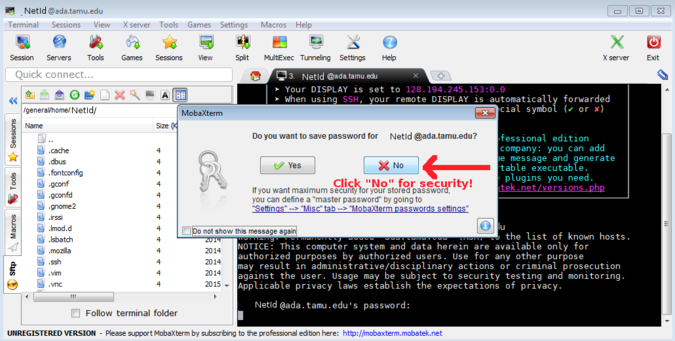 _ NetId @ada.tamu.edu
Terminal Sessions View X server Tools Games Settings Macros Help
Session Servers Tools Games Sessions View Split MultiExec Tunneling Settings Help X server Exit
Quick connect...
3. NetId @ada.tamu.edu
/general/home/NetId/
Name Size (K
..
.cache 4
.dbus 4
.fontconfig 4
.gconf 4
.gconfd 4
.gnome2 4
.irssi 4
.lmod.d 4
.lsbatch 4 2014
.mozilla 4 2014
.ssh 4 2014
.vim 4 2014
.vnc 4 2015
Sessions
Tools
Macros
Sftp
Follow terminal folder
➤ Your DISPLAY is set to 128.194.245.153:0.0
➤ When using SSH, your remote DISPLAY is automatically forwarded
ecial symbol (✔ or ✘)
ofessional edition
company: you can add
me message and generate
rtable executable.
plugins you need.
atek.net/versions.php
MobaXterm
Do you want to save password for NetId @ada.tamu.edu?
Yes
No
Click "No" for security!
If you want maximum security for your stored password,
you can define a "master password" by going to
"Settings" --> "Misc" tab --> "MobaXterm passwords settings"
Do not show this message again
du
the list of known hosts.
NOTICE: This computer system and data herein are available only for
authorized purposes by authorized users. Use for any other purpose
may result in administrative/disciplinary actions or criminal prosecution
against the user. Usage may be subject to security testing and monitoring.
Applicable privacy laws establish the expectations of privacy.
NetId @ada.tamu.edu's password:
UNREGISTERED VERSION - Please support MobaXterm by subscribing to the professional edition here: http://mobaxterm.mobatek.net